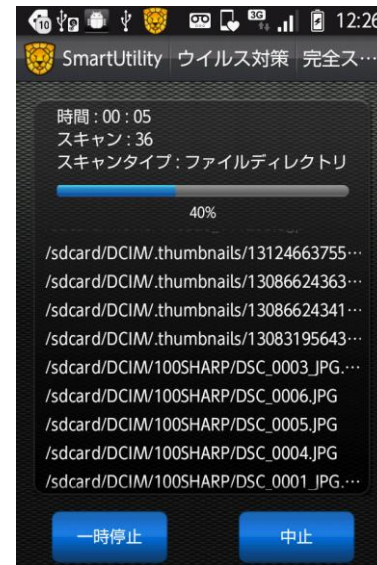 10 3G 12:26
SmartUtility ウイルス対策 完全ス…
時間 : 00 : 05
スキャン : 36
スキャンタイプ : ファイルディレクトリ
40%
/sdcard/DCIM/.thumbnails/13124663755…
/sdcard/DCIM/.thumbnails/13086624363…
/sdcard/DCIM/.thumbnails/13086624341…
/sdcard/DCIM/.thumbnails/13083195643…
/sdcard/DCIM/100SHARP/DSC_0003_JPG.…
/sdcard/DCIM/100SHARP/DSC_0006.JPG
/sdcard/DCIM/100SHARP/DSC_0005.JPG
/sdcard/DCIM/100SHARP/DSC_0004.JPG
/sdcard/DCIM/100SHARP/DSC_0001_JPG.…
一時停止 中止